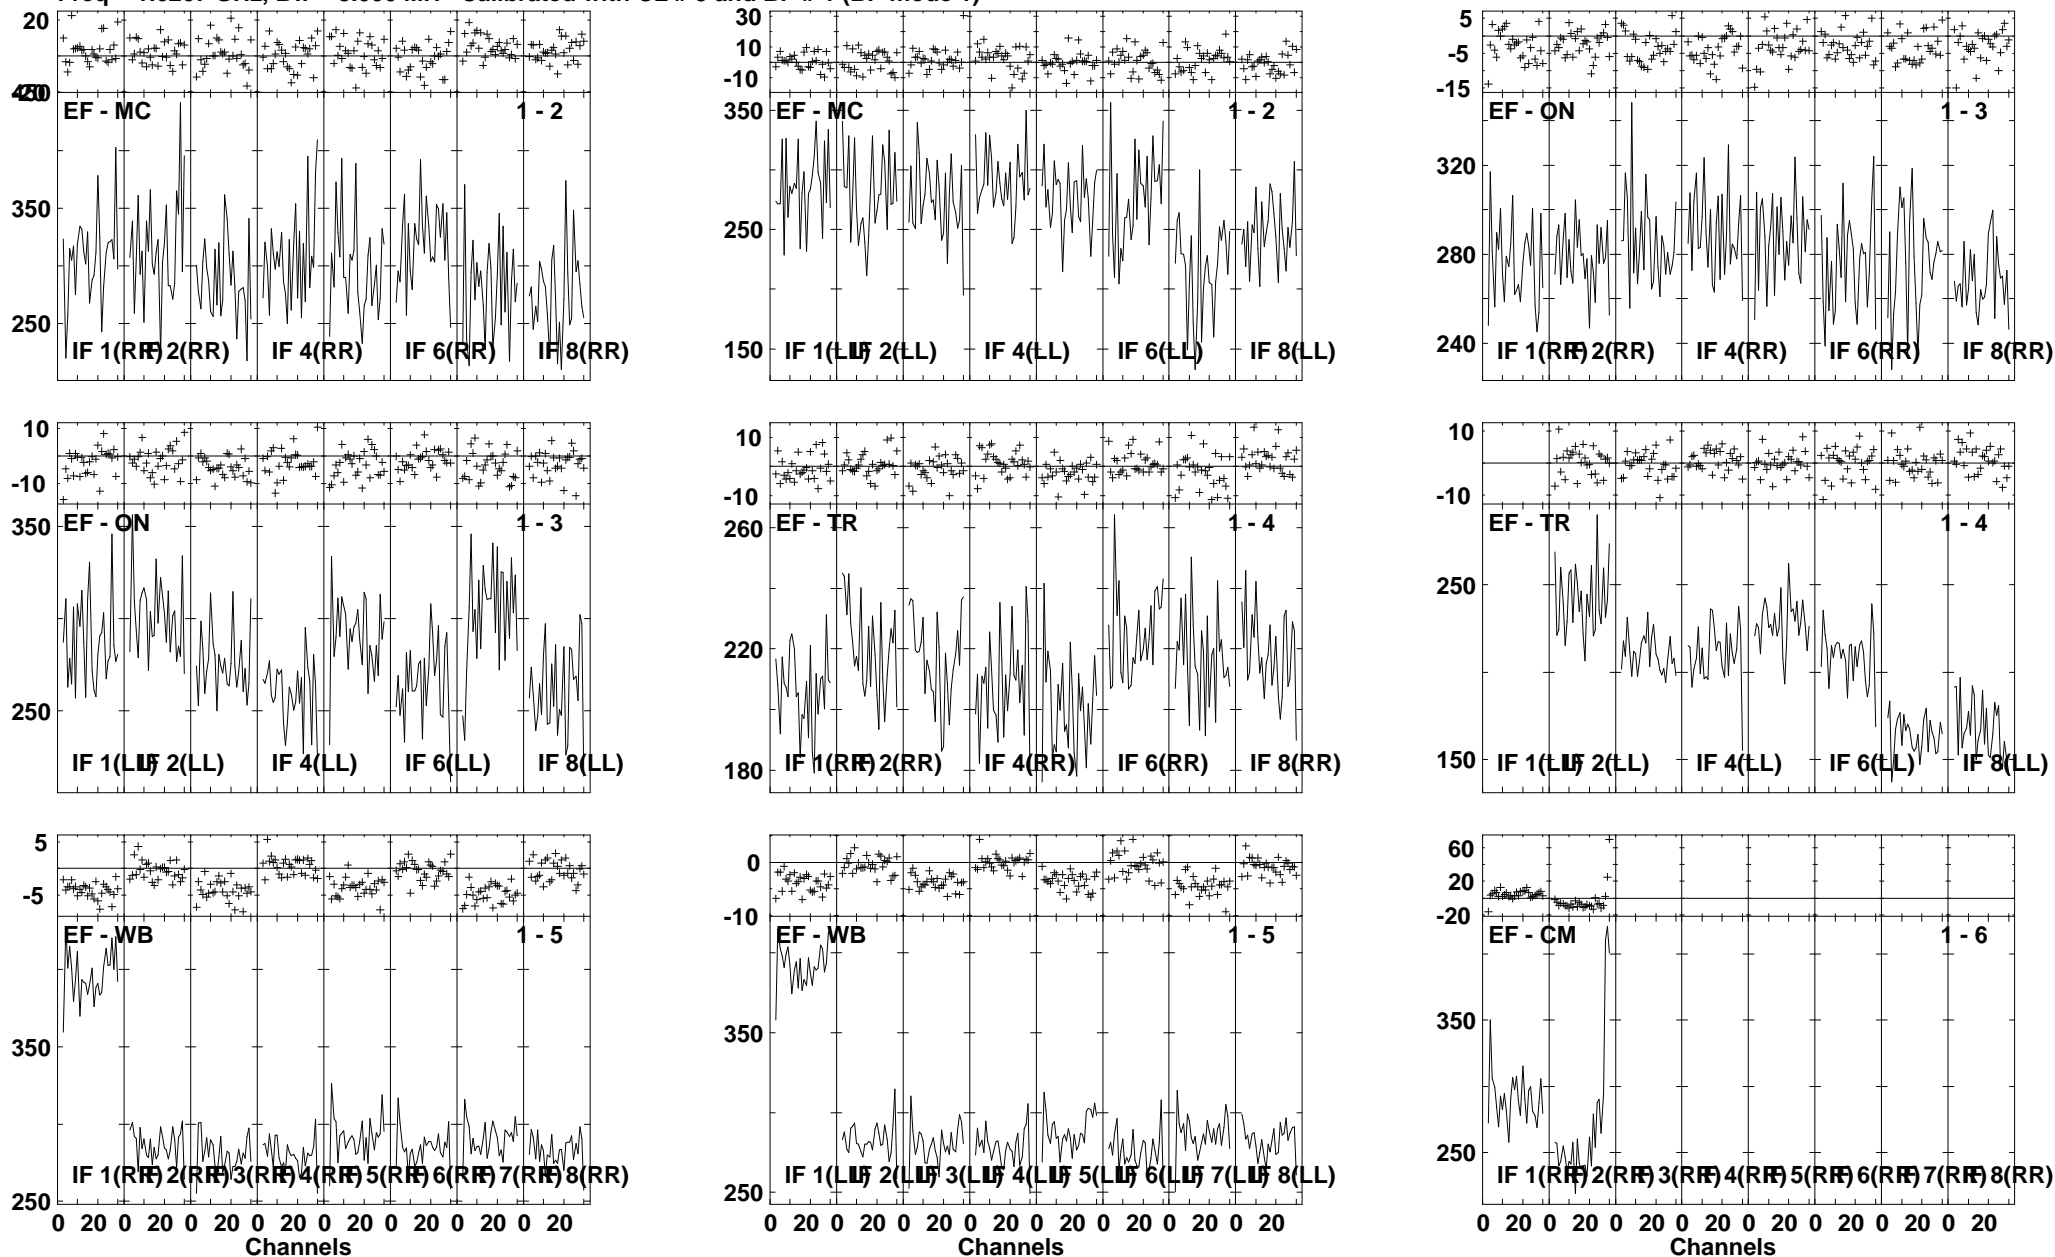 20
450
420
EF - MC 1 - 2
350
250
IF 1(RR) IF 2(RR) IF 4(RR) IF 6(RR) IF 8(RR)
30
10
-10
350
EF - MC 1 - 2
250
150
IF 1(LL) IF 2(LL) IF 4(LL) IF 6(LL) IF 8(LL)
5
-5
-15
EF - ON 1 - 3
320
280
240
IF 1(RR) IF 2(RR) IF 4(RR) IF 6(RR) IF 8(RR)
10
-10
350
EF - ON 1 - 3
250
IF 1(LL) IF 2(LL) IF 4(LL) IF 6(LL) IF 8(LL)
10
-10
260
EF - TR 1 - 4
220
180
IF 1(RR) IF 2(RR) IF 4(RR) IF 6(RR) IF 8(RR)
10
-10
EF - TR 1 - 4
250
150
IF 1(LL) IF 2(LL) IF 4(LL) IF 6(LL) IF 8(LL)
5
-5
EF - WB 1 - 5
350
IF 1(RR) IF 2(RR) IF 3(RR) IF 4(RR) IF 5(RR) IF 6(RR) IF 7(RR) IF 8(RR)
250
0 20 0 20 0 20 0 20 0 20 0 20 0 20 0 20
Channels
0
-10
EF - WB 1 - 5
350
IF 1(LL) IF 2(LL) IF 3(LL) IF 4(LL) IF 5(LL) IF 6(LL) IF 7(LL) IF 8(LL)
250
0 20 0 20 0 20 0 20 0 20 0 20 0 20 0 20
Channels
60
20
-20
EF - CM 1 - 6
350
250
IF 1(RR) IF 2(RR) IF 3(RR) IF 4(RR) IF 5(RR) IF 6(RR) IF 7(RR) IF 8(RR)
0 20 0 20 0 20 0 20 0 20 0 20 0 20 0 20
Channels